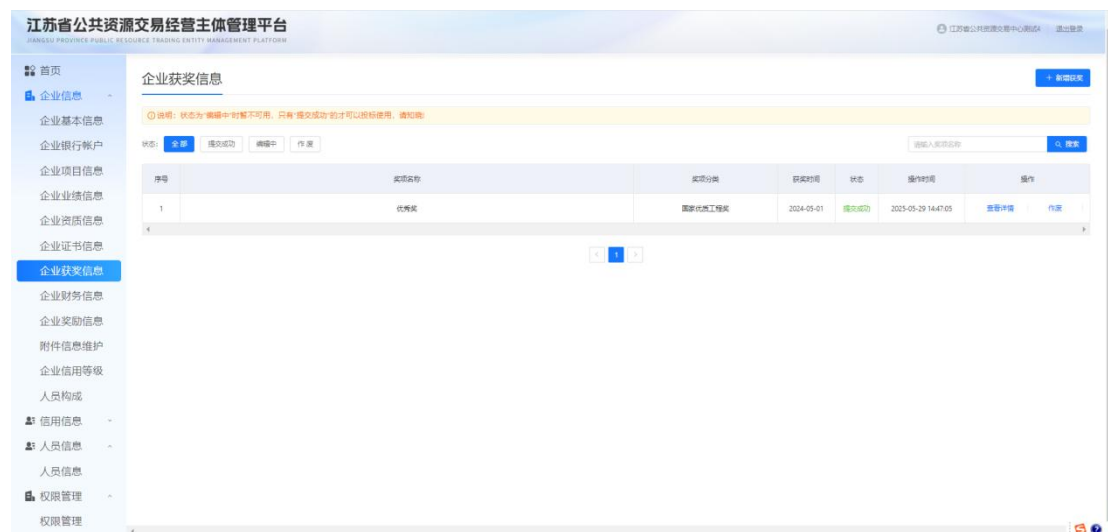 江苏省公共资源交易经营主体管理平台
JIANGSU PROVINCE PUBLIC RESOURCE TRADING ENTITY MANAGEMENT PLATFORM
江苏省公共资源交易中心测试 退出登录
首页
企业信息
企业基本信息
企业银行帐户
企业项目信息
企业业绩信息
企业资质信息
企业证书信息
企业获奖信息
企业财务信息
企业奖励信息
附件信息维护
企业信用等级
人员构成
信用信息
人员信息
人员信息
权限管理
权限管理
企业获奖信息
+ 新增获奖
说明：状态为“编辑中”时暂不可用，只有“提交成功”的才可以投标使用，请知晓!
状态: 全部 提交成功 编辑中 作废
请输入奖项名称 搜索
序号 奖项名称 奖项分类 获奖时间 状态 操作时间 操作
1 优秀奖 国家优质工程奖 2024-05-01 提交成功 2025-05-29 14:47:05 查看详情 作废
1